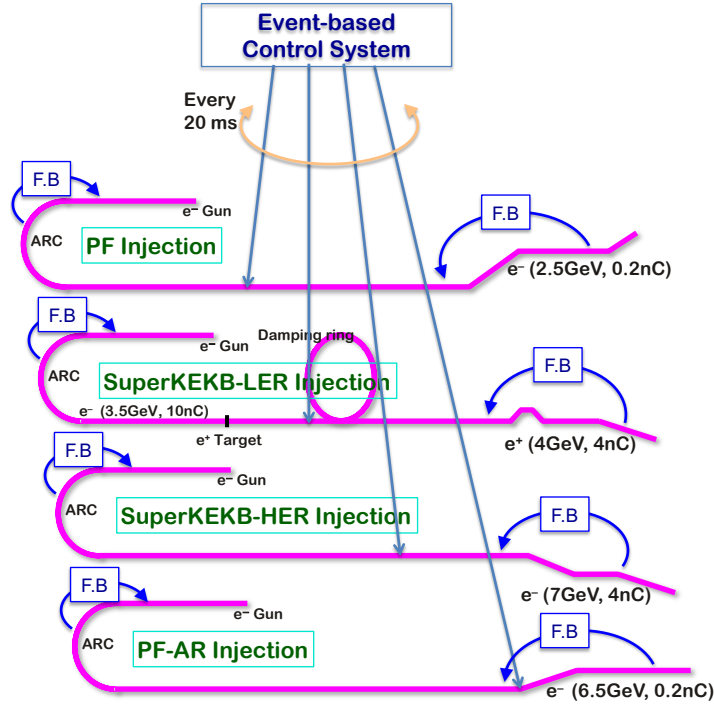 Event-based
Control System
Every
20 ms
F.B
e⁻ Gun
ARC
PF Injection
F.B
e⁻ (2.5GeV, 0.2nC)
F.B
Damping ring
e⁻ Gun
ARC
SuperKEKB-LER Injection
e⁻ (3.5GeV, 10nC)
F.B
e⁺ Target
e⁺ (4GeV, 4nC)
F.B
e⁻ Gun
ARC
SuperKEKB-HER Injection
F.B
e⁻ (7GeV, 4nC)
F.B
e⁻ Gun
ARC
PF-AR Injection
F.B
e⁻ (6.5GeV, 0.2nC)